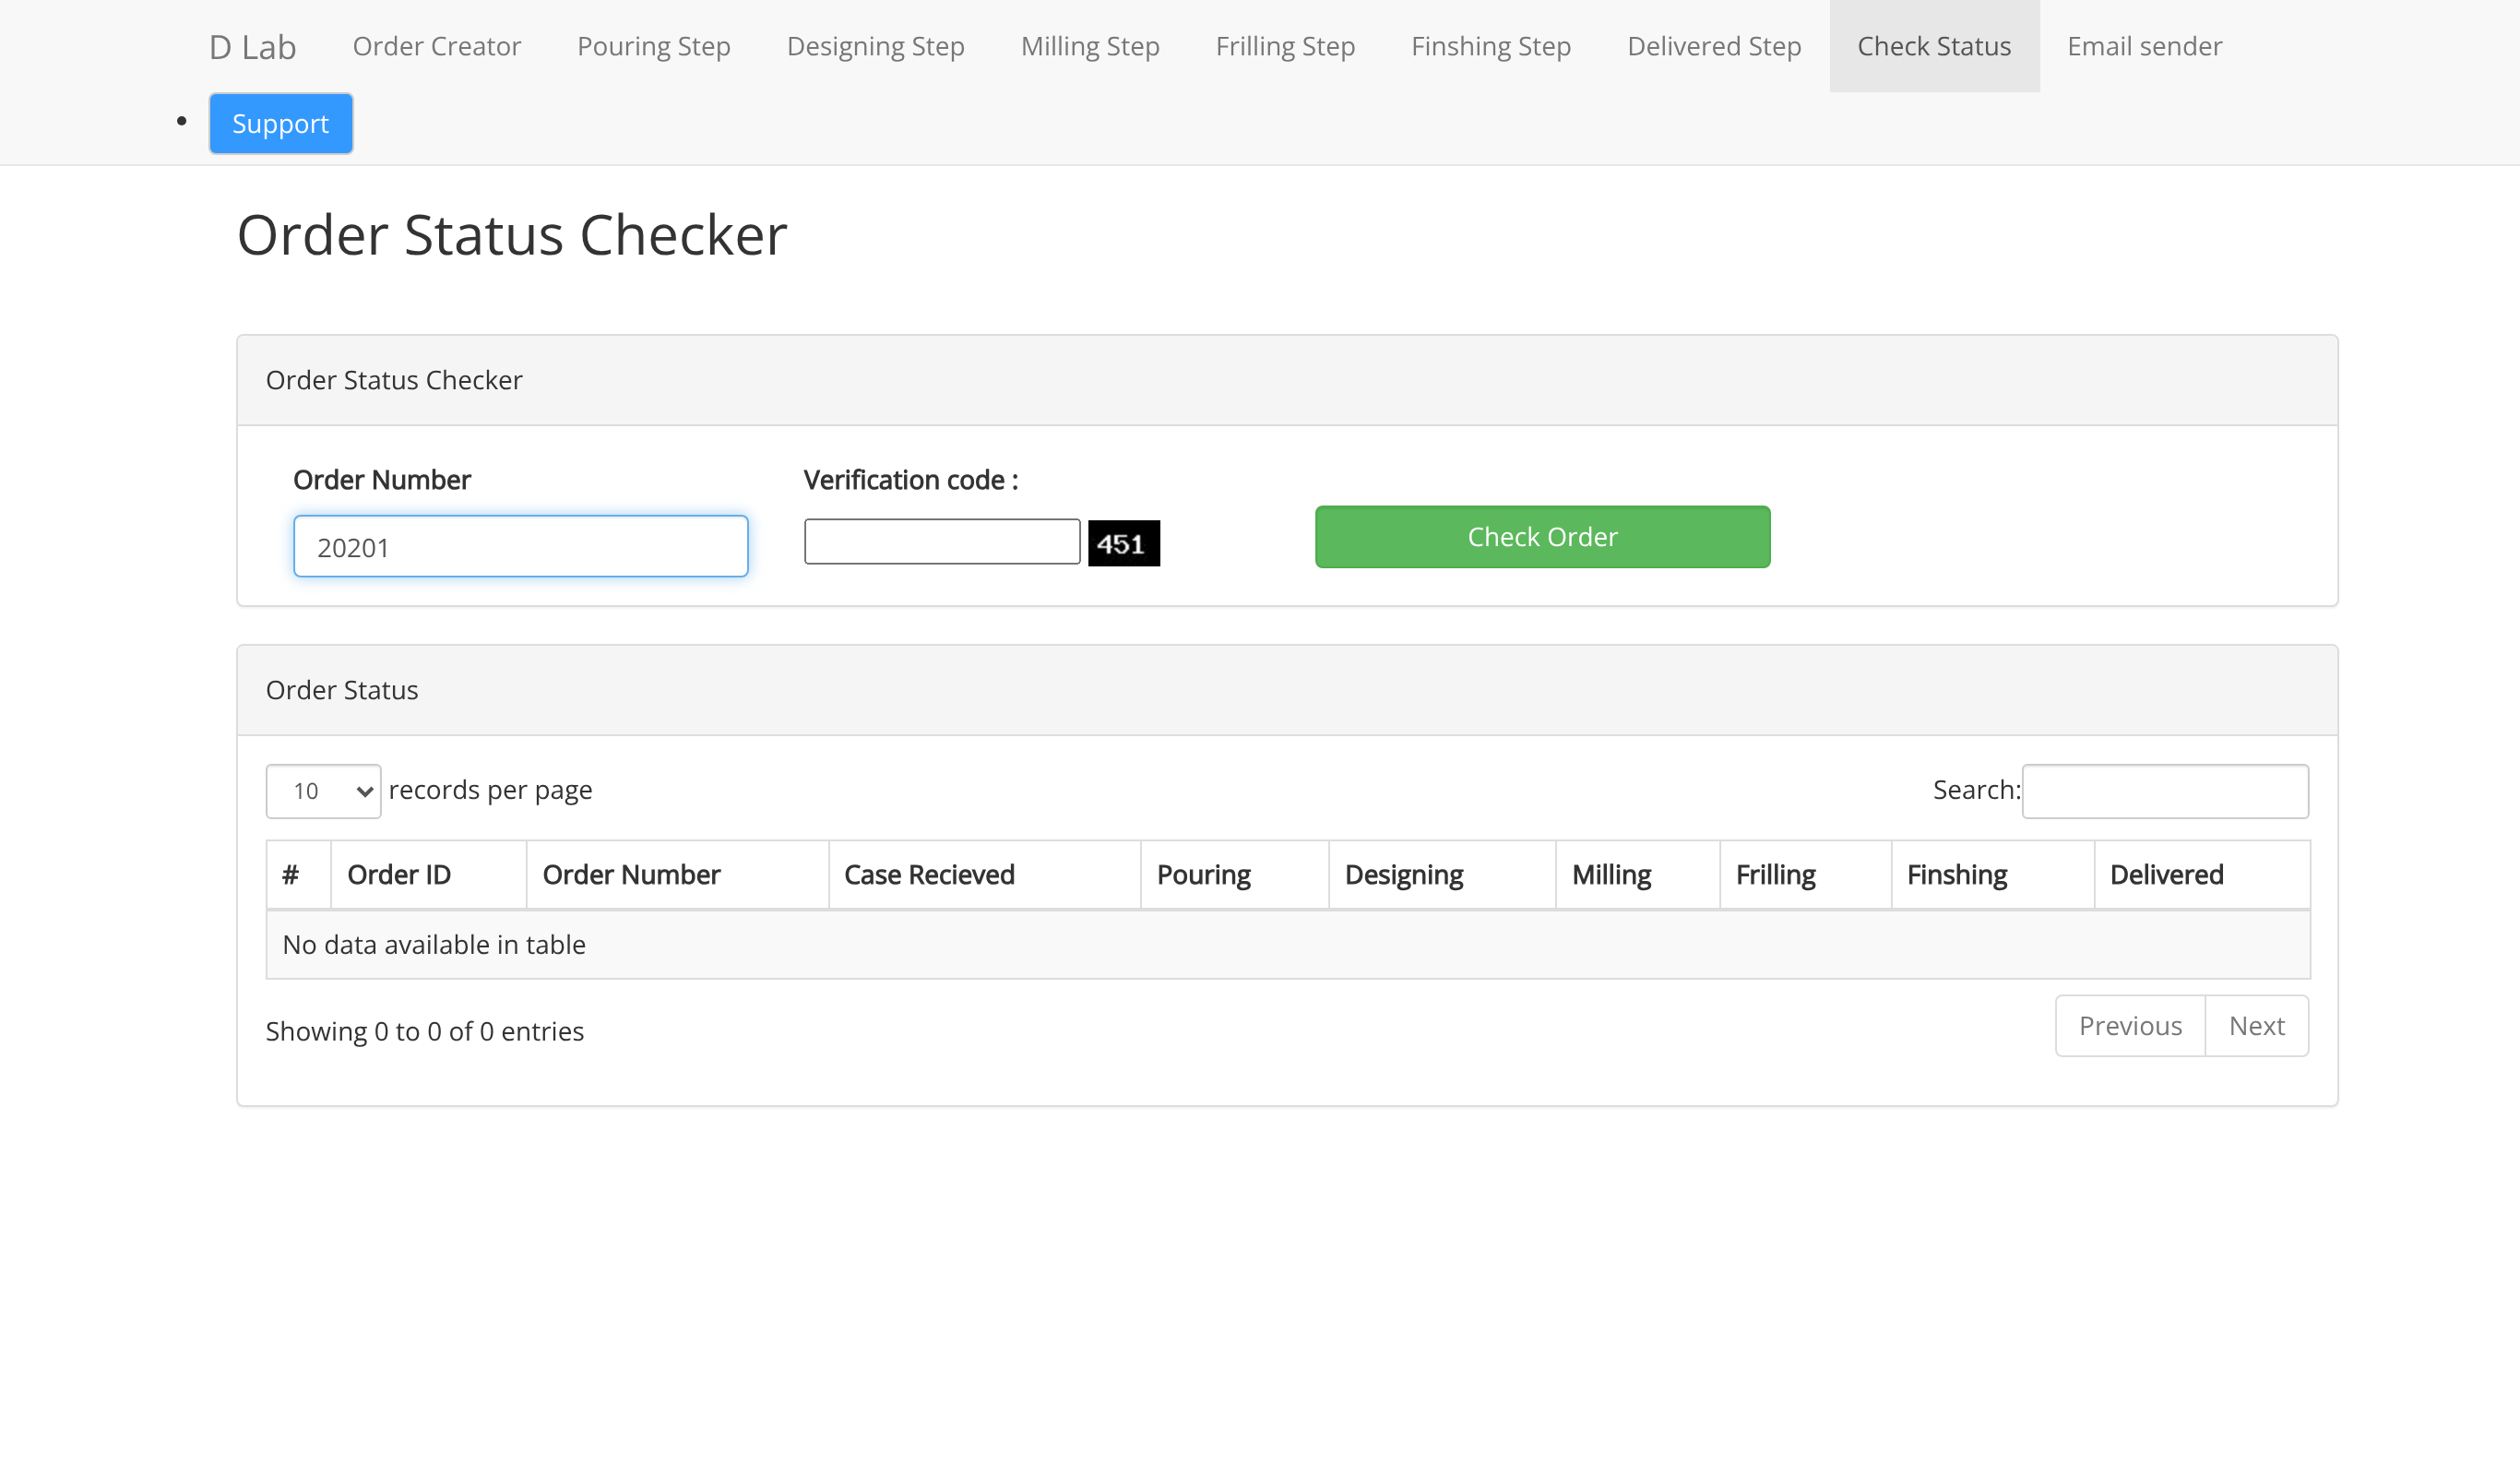 D Lab Order Creator Pouring Step Designing Step Milling Step Frilling Step Finshing Step Delivered Step Check Status Email sender
Support
Order Status Checker
Order Status Checker
Order Number Verification code :
20201 451 Check Order
Order Status
10 records per page Search:
# Order ID Order Number Case Recieved Pouring Designing Milling Frilling Finshing Delivered
No data available in table
Showing 0 to 0 of 0 entries Previous Next